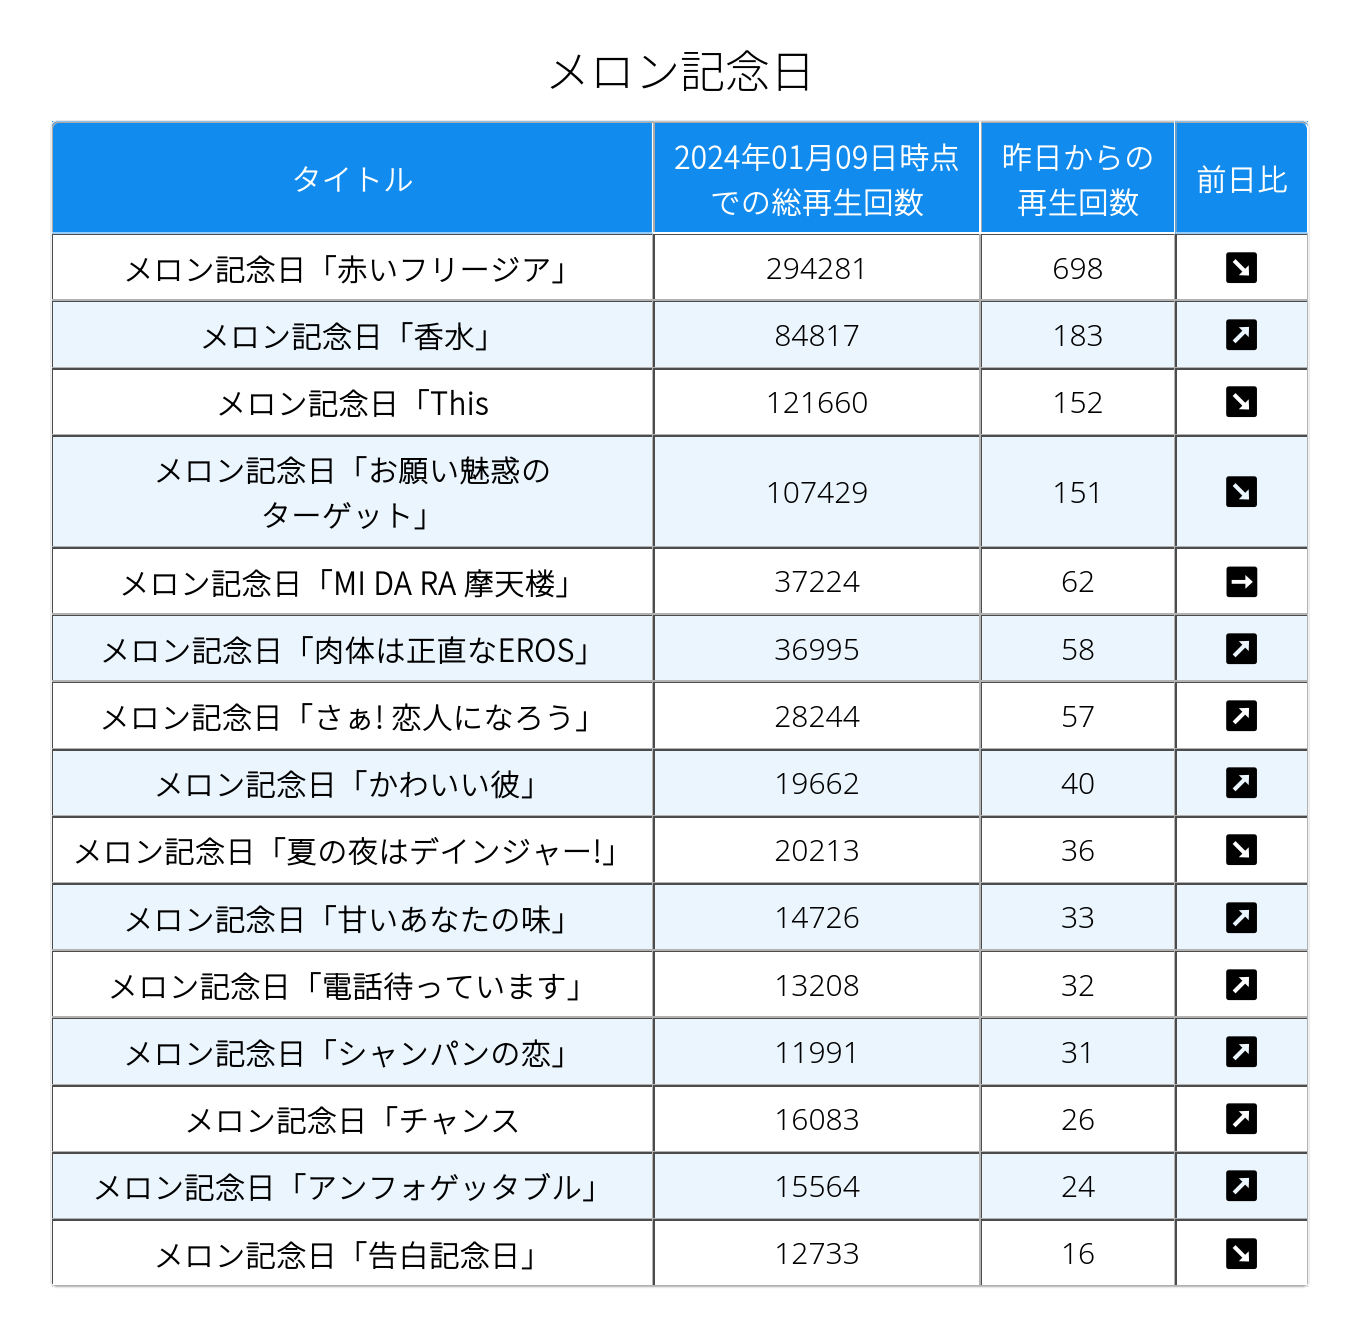 メロン記念日
タイトル
2024年01月09日時点
での総再生回数
昨日からの
再生回数
前日比
メロン記念日「赤いフリージア」 294281 698
メロン記念日「香水」 84817 183
メロン記念日「This 121660 152
メロン記念日「お願い魅惑の
ターゲット」 107429 151
メロン記念日「MI DA RA 摩天楼」 37224 62
メロン記念日「肉体は正直なEROS」 36995 58
メロン記念日「さぁ! 恋人になろう」 28244 57
メロン記念日「かわいい彼」 19662 40
メロン記念日「夏の夜はデインジャー!」 20213 36
メロン記念日「甘いあなたの味」 14726 33
メロン記念日「電話待っています」 13208 32
メロン記念日「シャンパンの恋」 11991 31
メロン記念日「チャンス 16083 26
メロン記念日「アンフォゲッタブル」 15564 24
メロン記念日「告白記念日」 12733 16